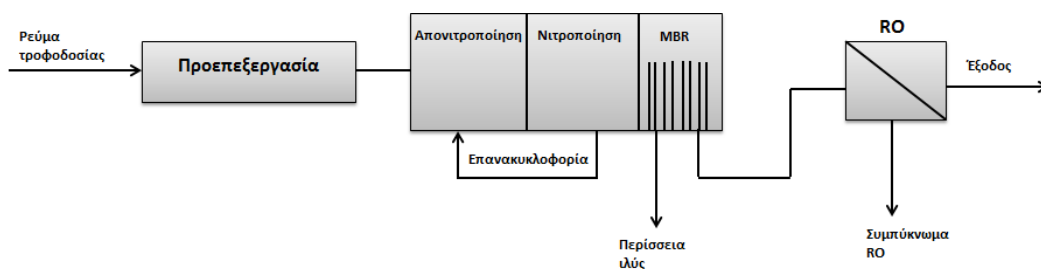 Ρεύμα
τροφοδοσίας
Προεπεξεργασία
Απονιτροποίηση
Νιτροποίηση
MBR
Επανακυκλοφορία
Περίσσεια
ιλύς
RO
Έξοδος
Συμπύκνωμα
RO